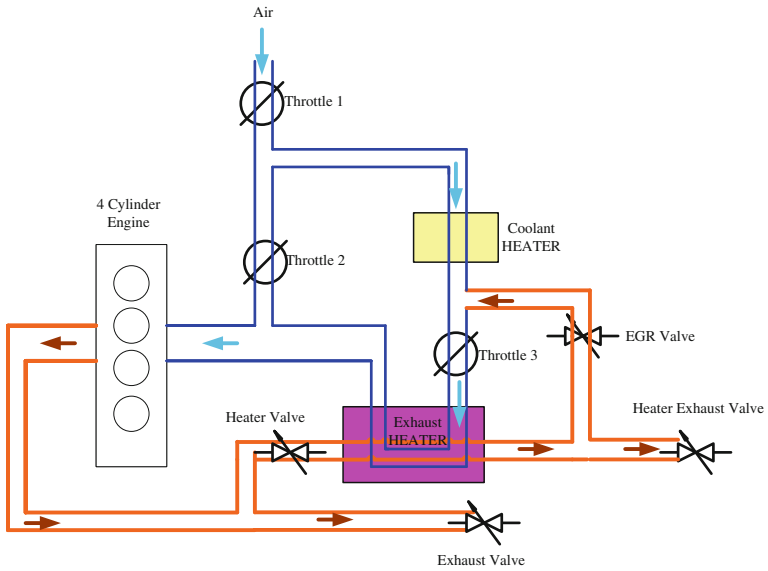 Air
Throttle 1
4 Cylinder
Engine
Coolant
HEATER
Throttle 2
EGR Valve
Throttle 3
Heater Valve
Exhaust
HEATER
Heater Exhaust Valve
Exhaust Valve